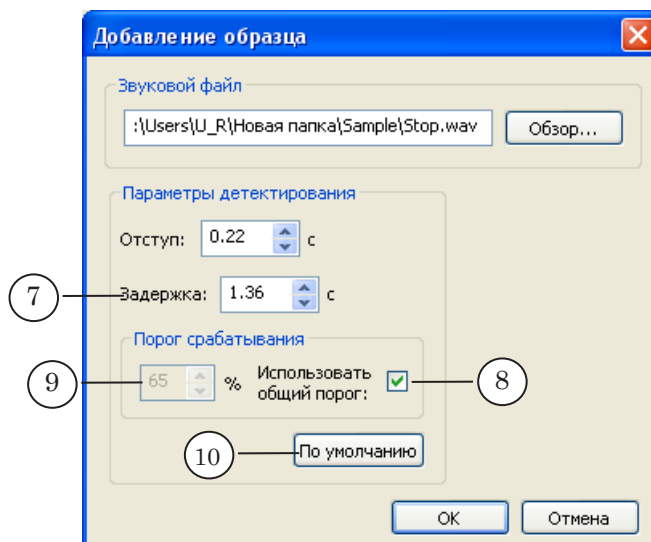 Добавление образца
Звуковой файл
:\Users\U_R\Новая папка\Sample\Stop.wav Обзор...
Параметры детектирования
Отступ: 0.22 с
7 Задержка: 1.36 с
Порог срабатывания
9 65 % Использовать общий порог: 8
10 По умолчанию
OK Отмена